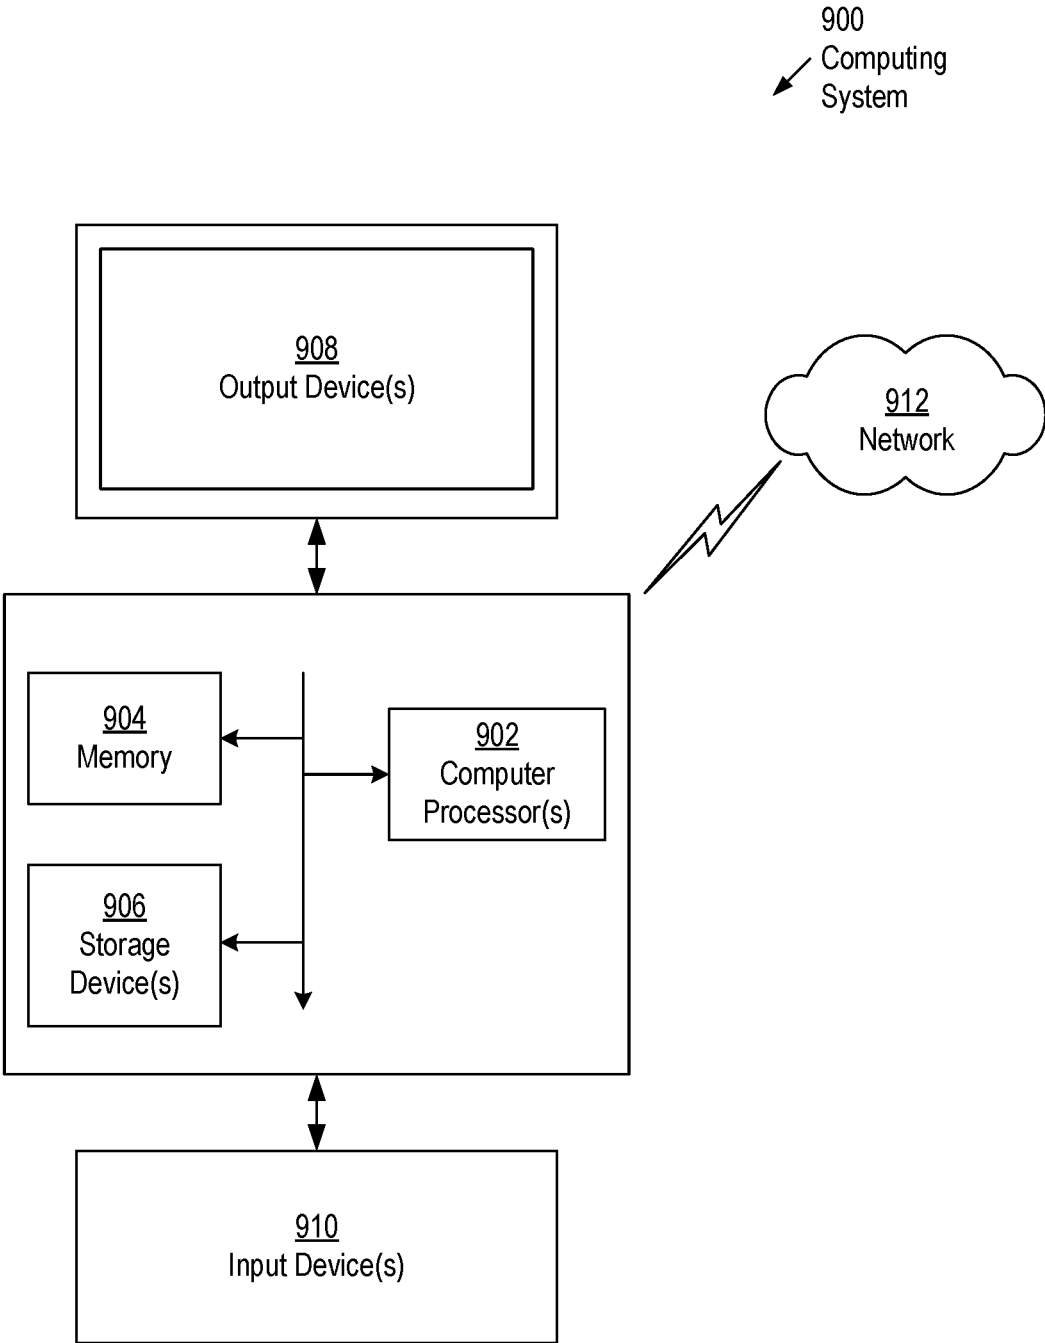 900
Computing
System
908
Output Device(s)
912
Network
904
Memory
902
Computer
Processor(s)
906
Storage
Device(s)
910
Input Device(s)